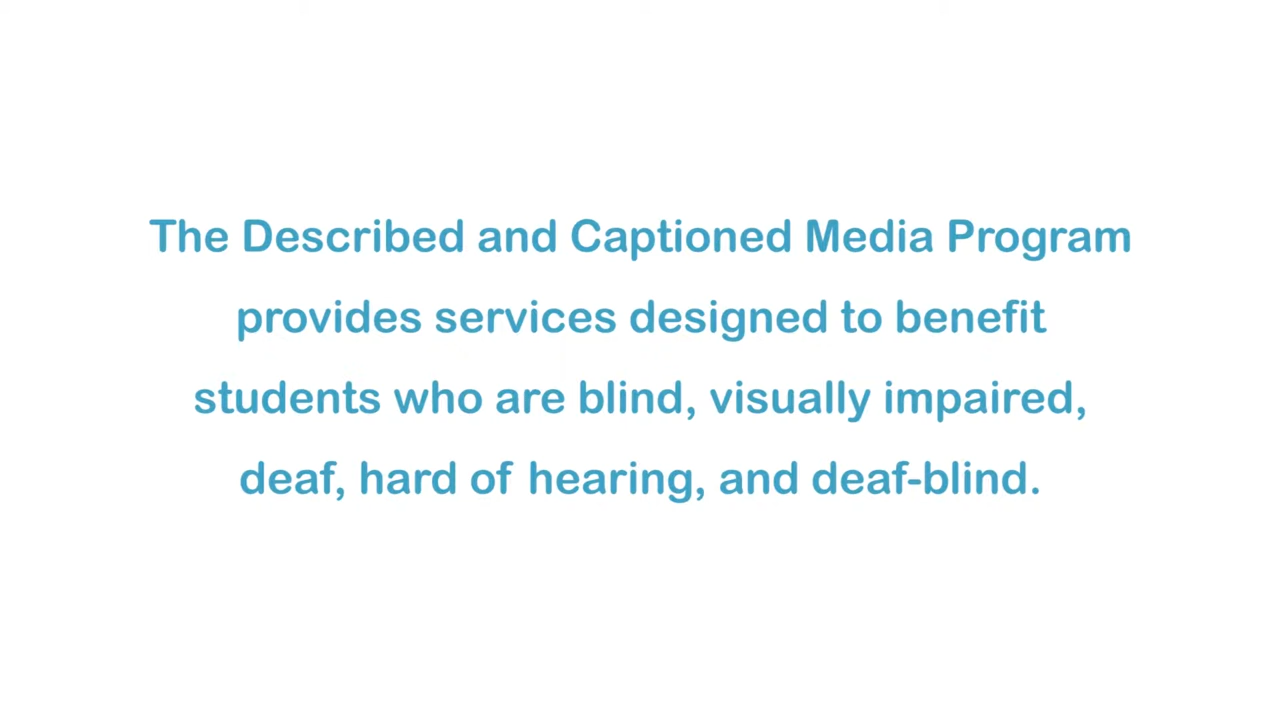 The Described and Captioned Media Program
provides services designed to benefit
students who are blind, visually impaired,
deaf, hard of hearing, and deaf-blind.